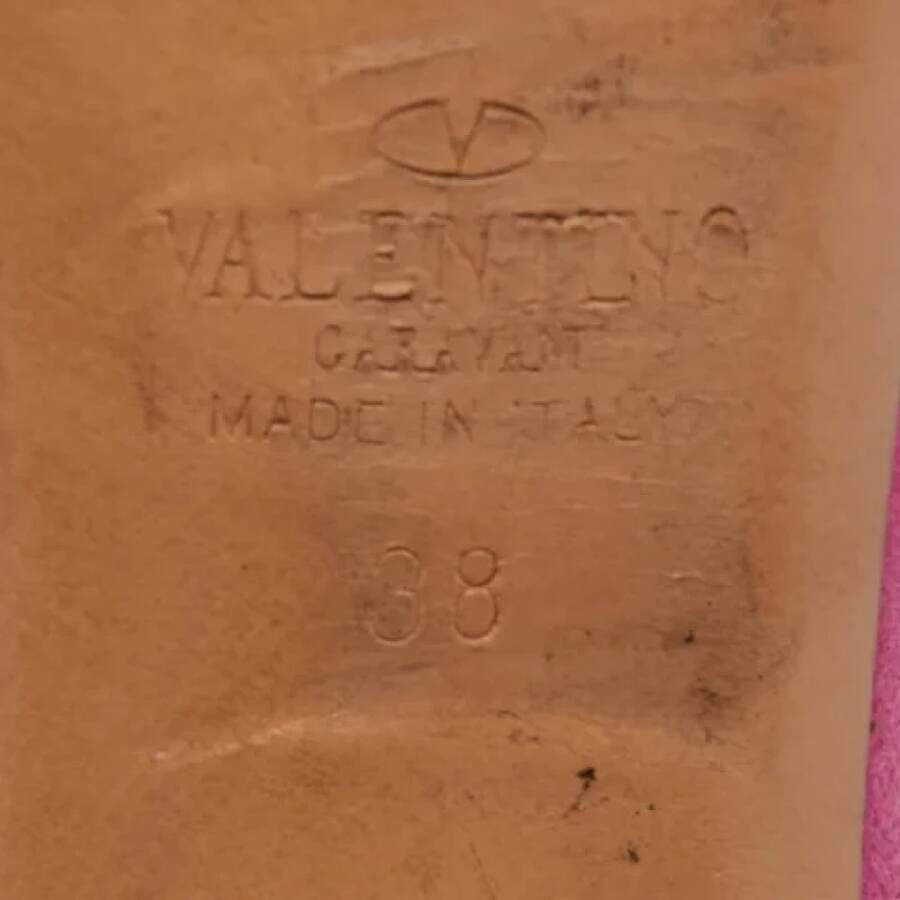 V
VALENTINO
GARAVANI
MADE IN ITALY
38